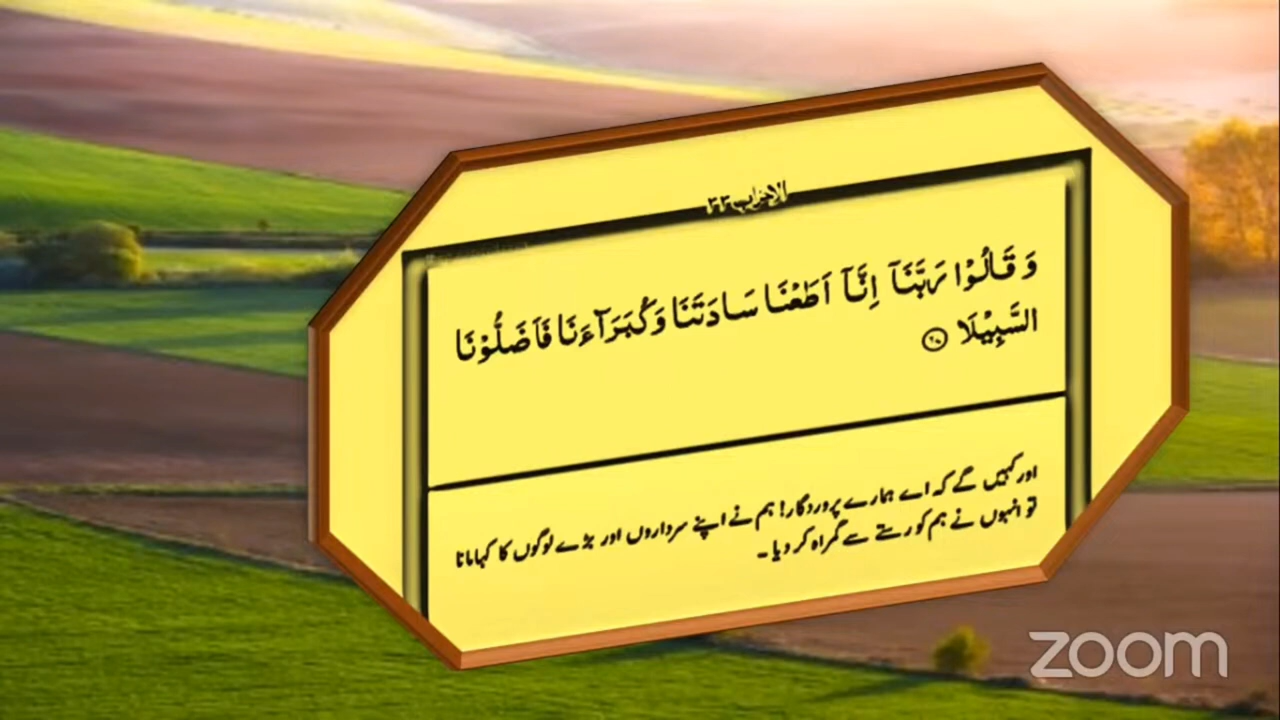 الاحزاب ۳۳
وَ قَالُوْا رَبَّنَاۤ اِنَّاۤ اَطَعْنَا سَادَتَنَا وَكُبَرَآءَنَا فَاَضَلُّوْنَا
السَّبِيْلَا ۝
اور کہیں گے کہ اے ہمارے پروردگار! ہم نے اپنے سرداروں اور بڑے لوگوں کا کہا مانا
تو انہوں نے ہم کو رستے سے گمراہ کر دیا ۔
zoom